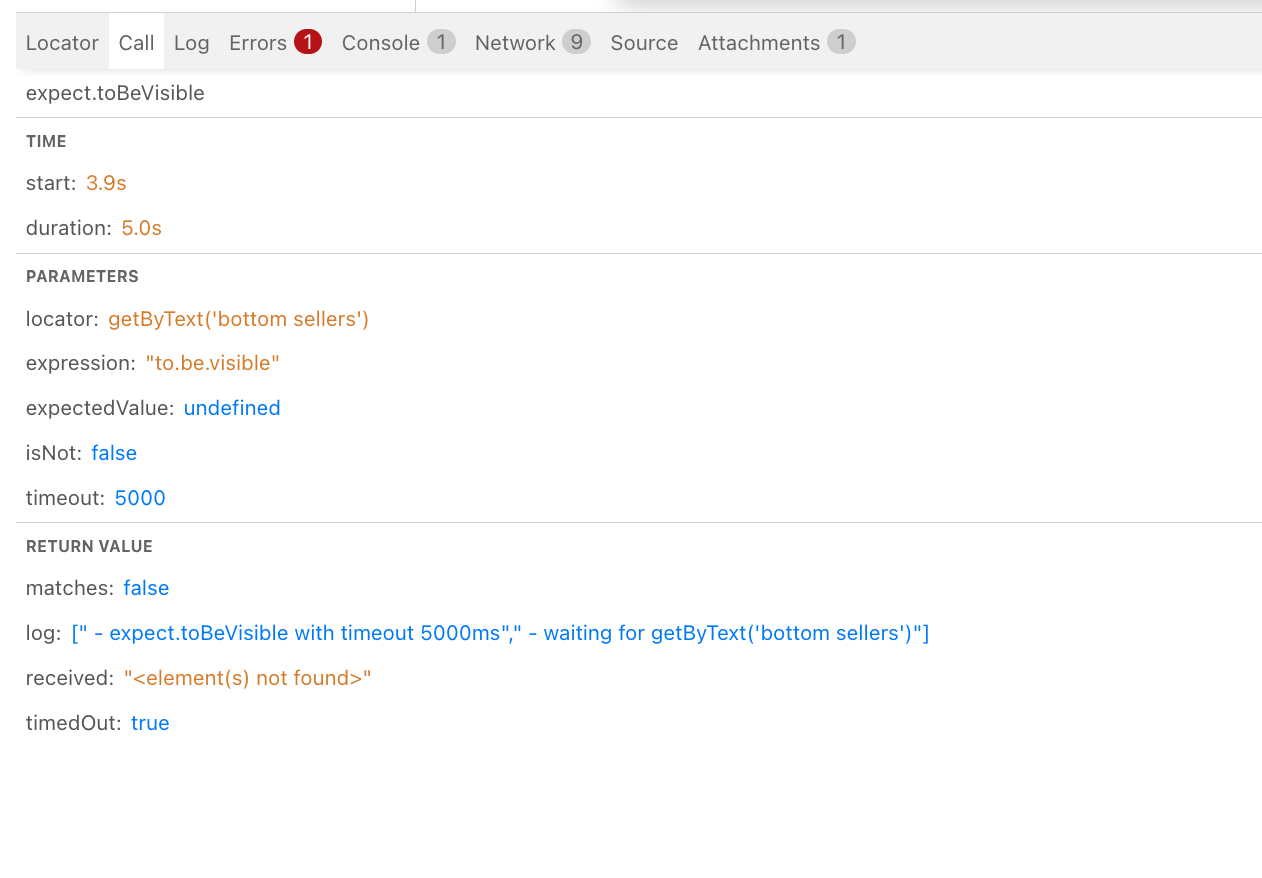 Locator Call Log Errors 1 Console 1 Network 9 Source Attachments 1
expect.toBeVisible
TIME
start: 3.9s
duration: 5.0s
PARAMETERS
locator: getByText('bottom sellers')
expression: "to.be.visible"
expectedValue: undefined
isNot: false
timeout: 5000
RETURN VALUE
matches: false
log: [" - expect.toBeVisible with timeout 5000ms"," - waiting for getByText('bottom sellers')"]
received: "<element(s) not found>"
timedOut: true